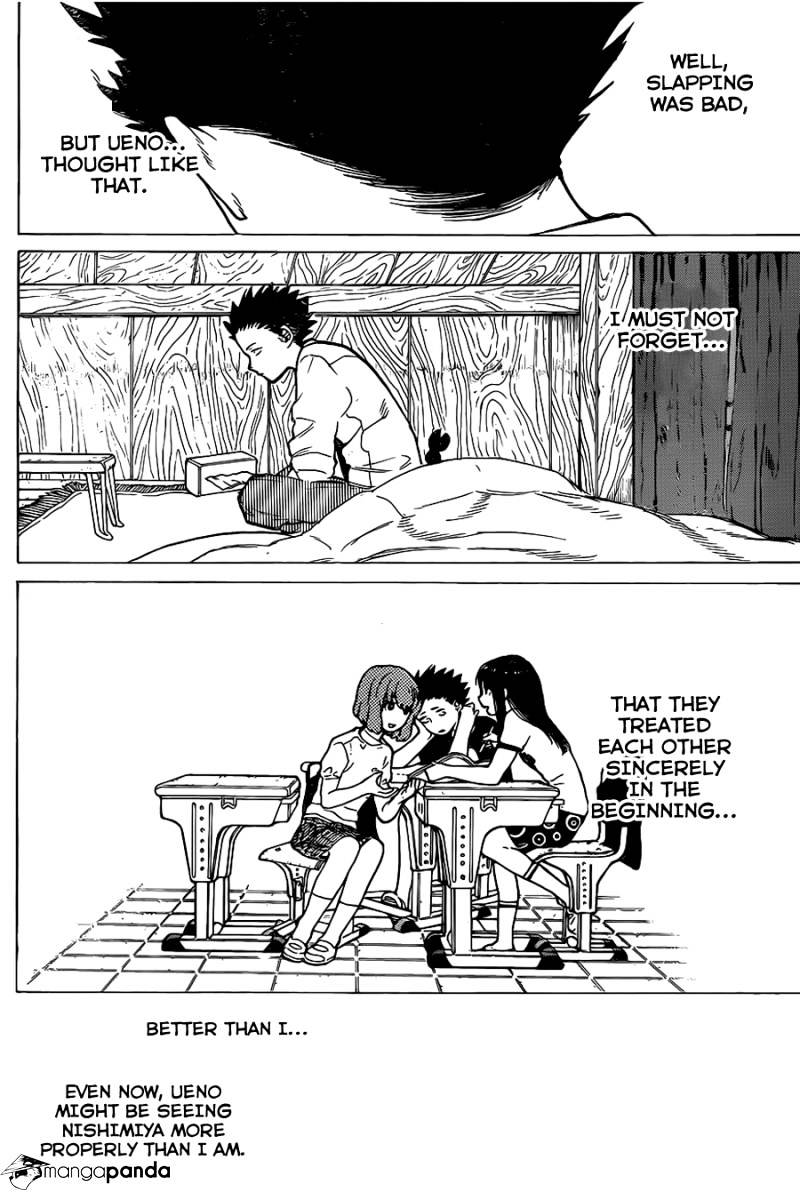 WELL,
SLAPPING
WAS BAD,
BUT UENO...
THOUGHT LIKE
THAT.
I MUST NOT
FORGET...
THAT THEY
TREATED
EACH OTHER
SINCERELY
IN THE
BEGINNING...
BETTER THAN I...
EVEN NOW, UENO
MIGHT BE SEEING
NISHIMIYA MORE
PROPERLY THAN I AM.
mangapanda